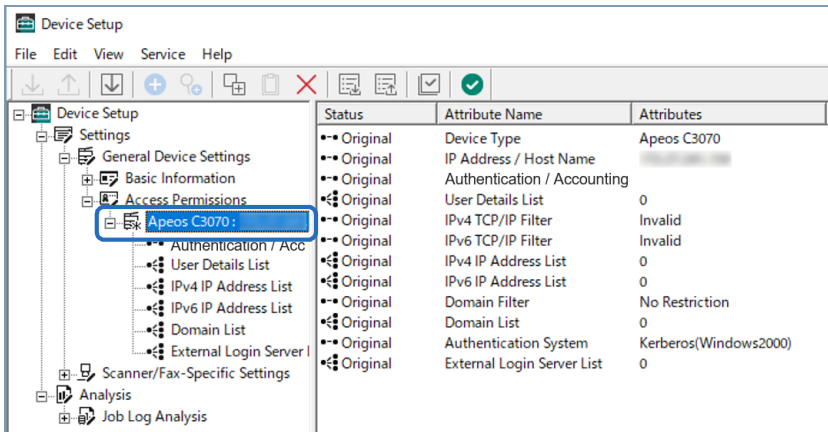 Device Setup
File Edit View Service Help
Device Setup
Settings
General Device Settings
Basic Information
Access Permissions
Apeos C3070 :
Authentication / Acc
User Details List
IPv4 IP Address List
IPv6 IP Address List
Domain List
External Login Server l
Scanner/Fax-Specific Settings
Analysis
Job Log Analysis
Status Attribute Name Attributes
Original Device Type Apeos C3070
Original IP Address / Host Name
Original Authentication / Accounting
Original User Details List 0
Original IPv4 TCP/IP Filter Invalid
Original IPv6 TCP/IP Filter Invalid
Original IPv4 IP Address List 0
Original IPv6 IP Address List 0
Original Domain Filter No Restriction
Original Domain List 0
Original Authentication System Kerberos(Windows2000)
Original External Login Server List 0